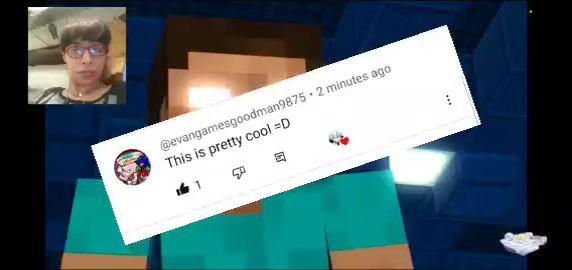 @evangamesgoodman9875 • 2 minutes ago
This is pretty cool =D
1